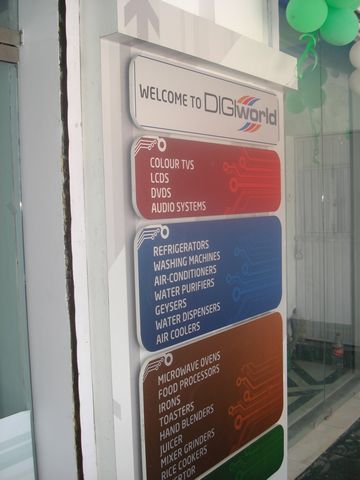 WELCOME TO DIGIworld
COLOUR TVS
LCDS
DVDS
AUDIO SYSTEMS
REFRIGERATORS
WASHING MACHINES
AIR-CONDITIONERS
WATER PURIFIERS
GEYSERS
WATER DISPENSERS
AIR COOLERS
MICROWAVE OVENS
FOOD PROCESSORS
IRONS
TOASTERS
HAND BLENDERS
JUICER
MIXER GRINDERS
RICE COOKERS